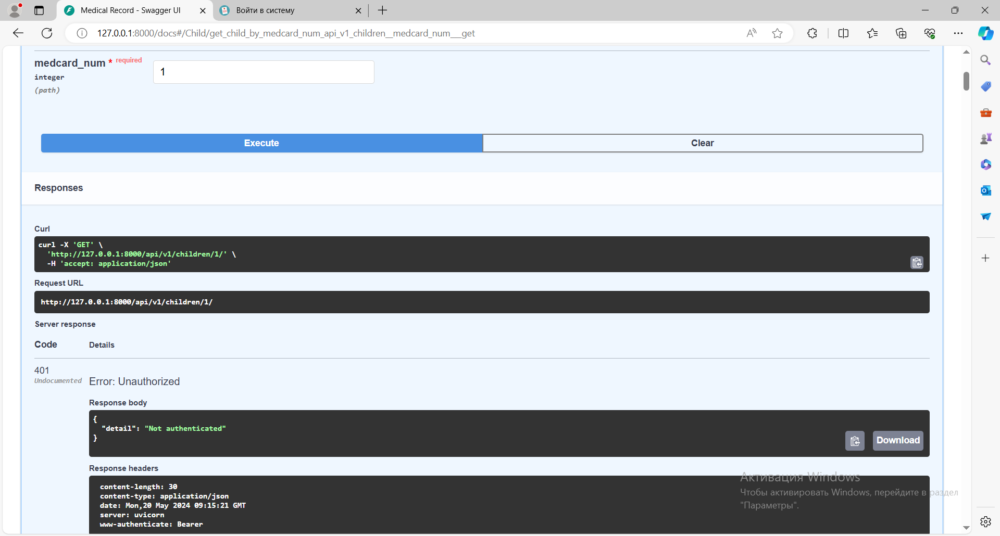 Medical Record - Swagger UI
Войти в систему
127.0.0.1:8000/docs#/Child/get_child_by_medcard_num_api_v1_children__medcard_num___get
medcard_num * required
1
integer
(path)
Execute
Clear
Responses
Curl
curl -X 'GET' \
'http://127.0.0.1:8000/api/v1/children/1/' \
-H 'accept: application/json'
Request URL
http://127.0.0.1:8000/api/v1/children/1/
Server response
Code Details
401
Undocumented
Error: Unauthorized
Response body
{
"detail": "Not authenticated"
}
Download
Response headers
content-length: 30
content-type: application/json
date: Mon,20 May 2024 09:15:21 GMT
server: uvicorn
www-authenticate: Bearer
Активация Windows
Чтобы активировать Windows, перейдите в раздел
"Параметры".